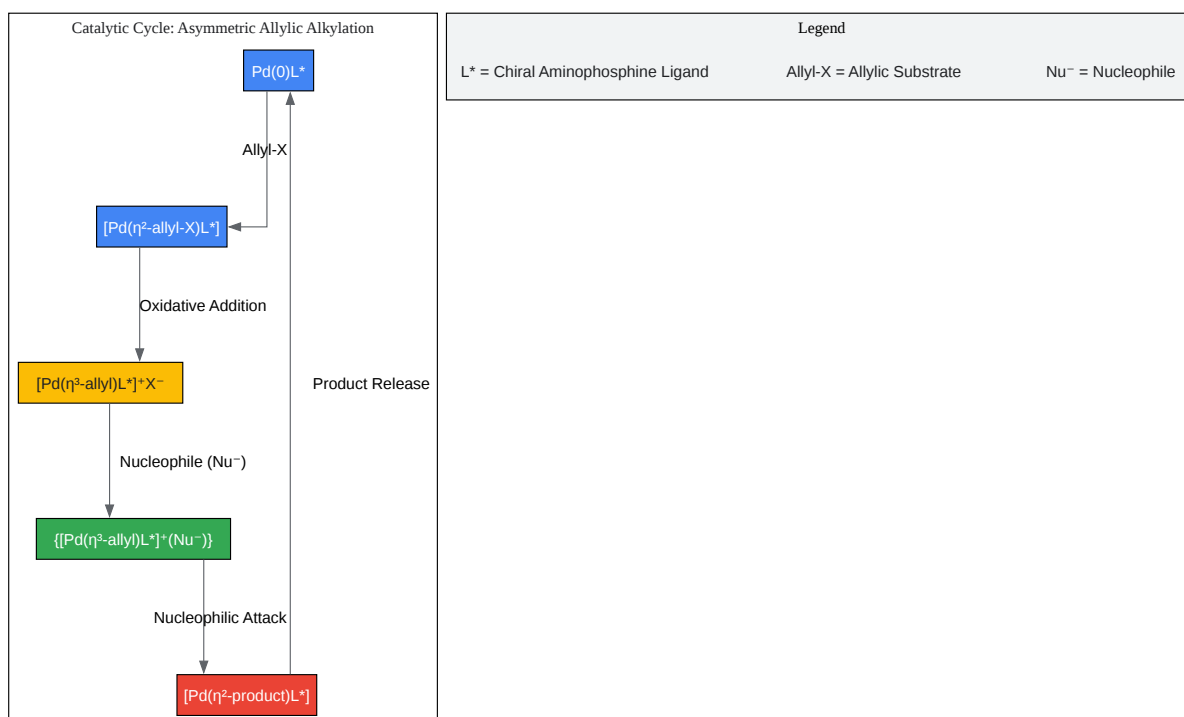 Catalytic Cycle: Asymmetric Allylic Alkylation
Pd(0)L*
Allyl-X
[Pd(η²-allyl-X)L*]
Oxidative Addition
[Pd(η³-allyl)L*]⁺X⁻
Product Release
Nucleophile (Nu⁻)
{[Pd(η³-allyl)L*]⁺(Nu⁻)}
Nucleophilic Attack
[Pd(η²-product)L*]
Legend
L* = Chiral Aminophosphine Ligand
Allyl-X = Allylic Substrate
Nu⁻ = Nucleophile